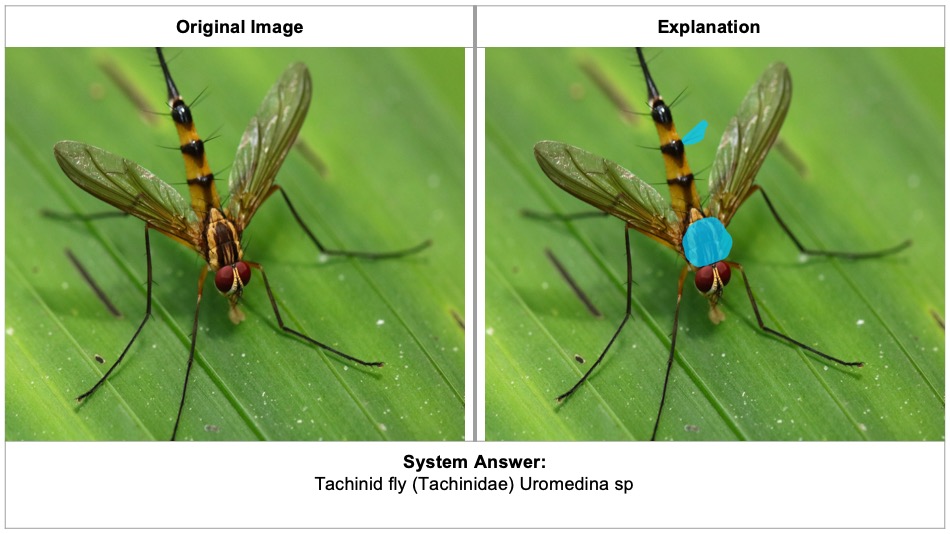 Original Image
Explanation
System Answer:
Tachinid fly (Tachinidae) Uromedina sp